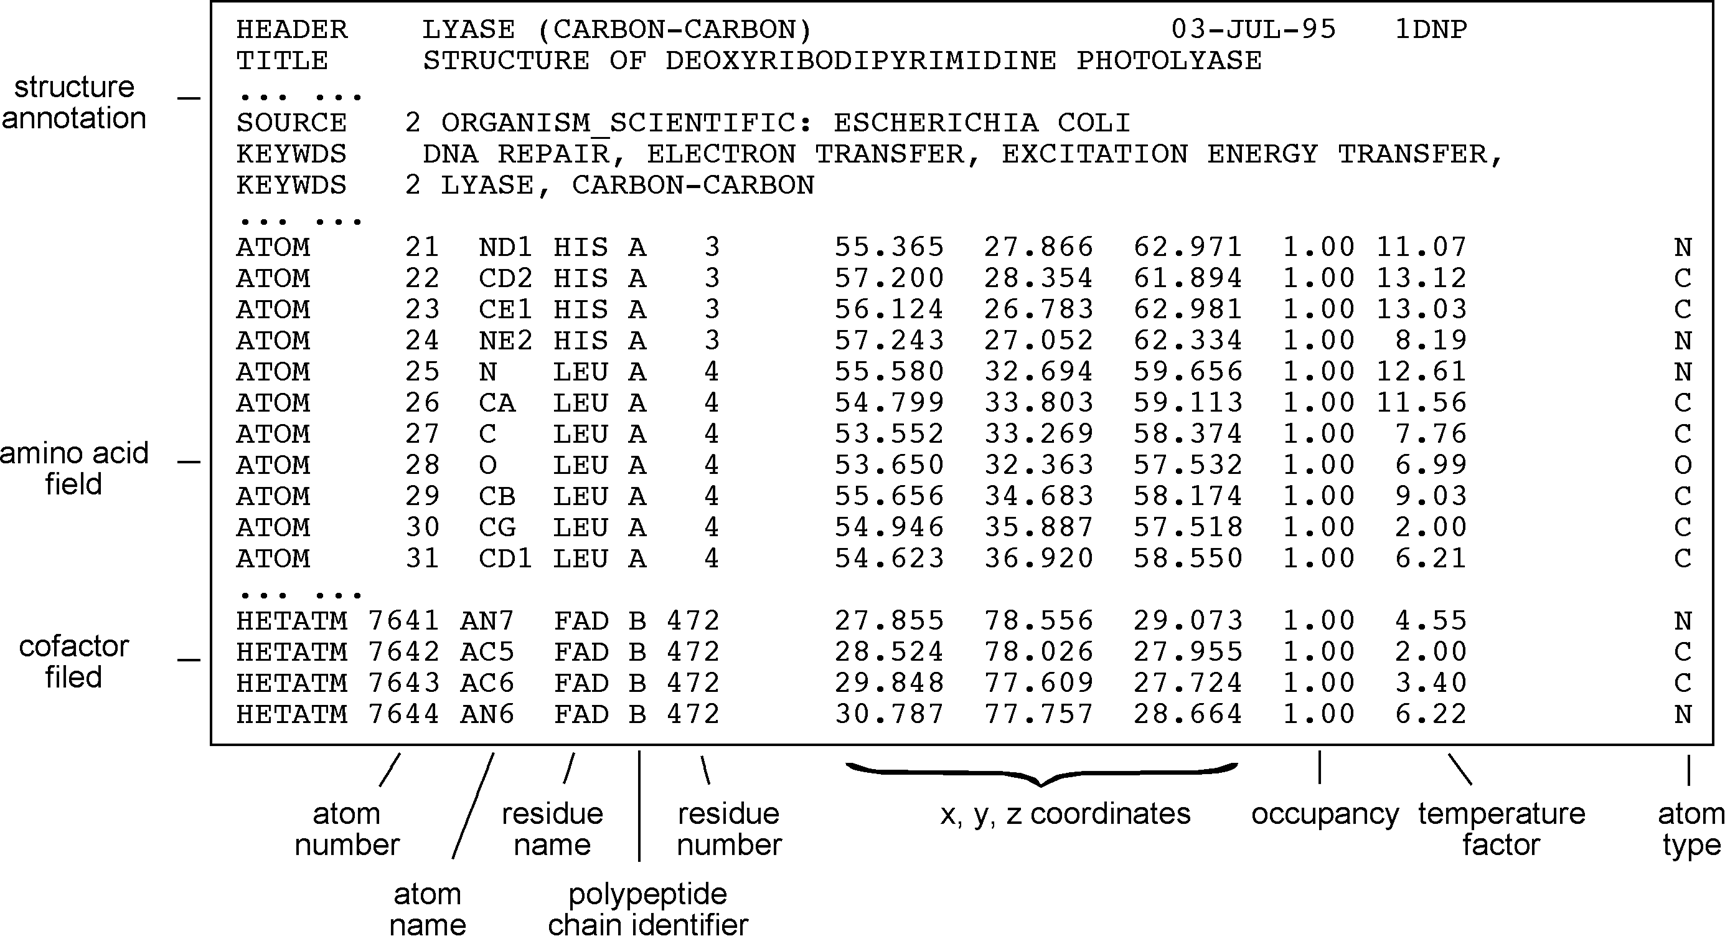 HEADER LYASE (CARBON-CARBON) 03-JUL-95 1DNP
TITLE STRUCTURE OF DEOXYRIBODIPYRIMIDINE PHOTOLYASE
structure
annotation
... ...
SOURCE 2 ORGANISM_SCIENTIFIC: ESCHERICHIA COLI
KEYWDS DNA REPAIR, ELECTRON TRANSFER, EXCITATION ENERGY TRANSFER,
KEYWDS 2 LYASE, CARBON-CARBON
... ...
ATOM 21 ND1 HIS A 3 55.365 27.866 62.971 1.00 11.07 N
ATOM 22 CD2 HIS A 3 57.200 28.354 61.894 1.00 13.12 C
ATOM 23 CE1 HIS A 3 56.124 26.783 62.981 1.00 13.03 C
ATOM 24 NE2 HIS A 3 57.243 27.052 62.334 1.00 8.19 N
ATOM 25 N LEU A 4 55.580 32.694 59.656 1.00 12.61 N
ATOM 26 CA LEU A 4 54.799 33.803 59.113 1.00 11.56 C
ATOM 27 C LEU A 4 53.552 33.269 58.374 1.00 7.76 C
amino acid
field
ATOM 28 O LEU A 4 53.650 32.363 57.532 1.00 6.99 O
ATOM 29 CB LEU A 4 55.656 34.683 58.174 1.00 9.03 C
ATOM 30 CG LEU A 4 54.946 35.887 57.518 1.00 2.00 C
ATOM 31 CD1 LEU A 4 54.623 36.920 58.550 1.00 6.21 C
... ...
HETATM 7641 AN7 FAD B 472 27.855 78.556 29.073 1.00 4.55 N
cofactor
filed
HETATM 7642 AC5 FAD B 472 28.524 78.026 27.955 1.00 2.00 C
HETATM 7643 AC6 FAD B 472 29.848 77.609 27.724 1.00 3.40 C
HETATM 7644 AN6 FAD B 472 30.787 77.757 28.664 1.00 6.22 N
atom
number
atom
name
residue
name
polypeptide
chain identifier
residue
number
x, y, z coordinates
occupancy
temperature
factor
atom
type